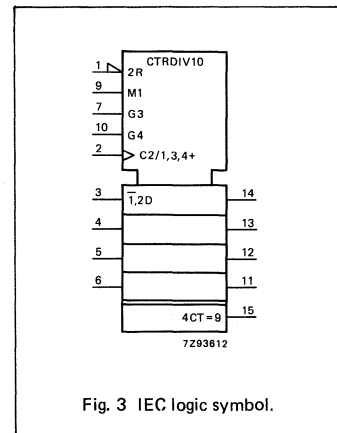 CTRDIV10
1 2R
9 M1
7 G3
10 G4
2 C2/1,3,4+
3 1̅,2D 14
4 13
5 12
6 11
4CT=9 15
7Z93612
Fig. 3 IEC logic symbol.